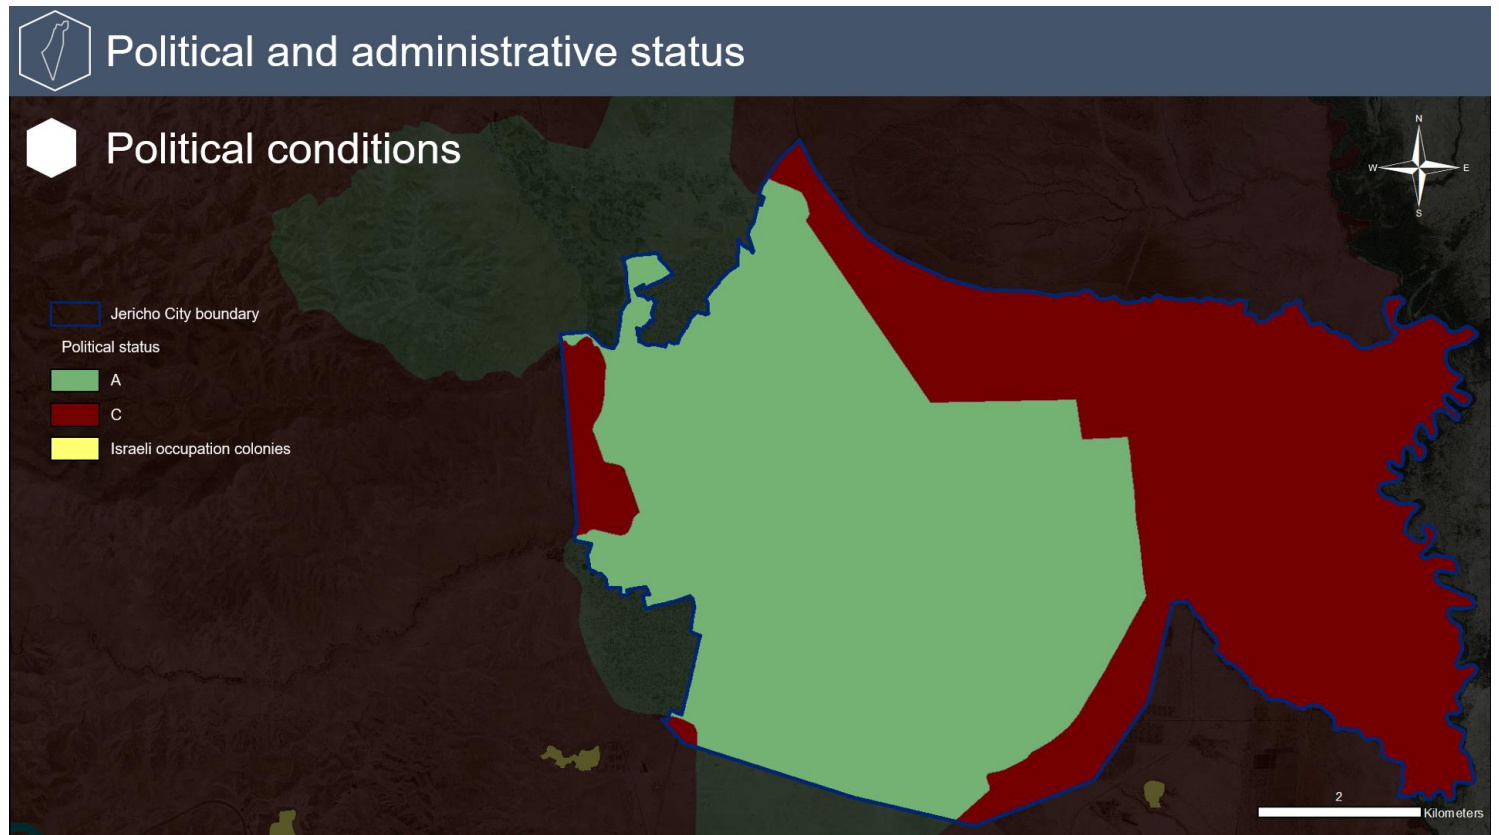 Political and administrative status
Political conditions
N
W
E
S
Jericho City boundary
Political status
A
C
Israeli occupation colonies
2
Kilometers